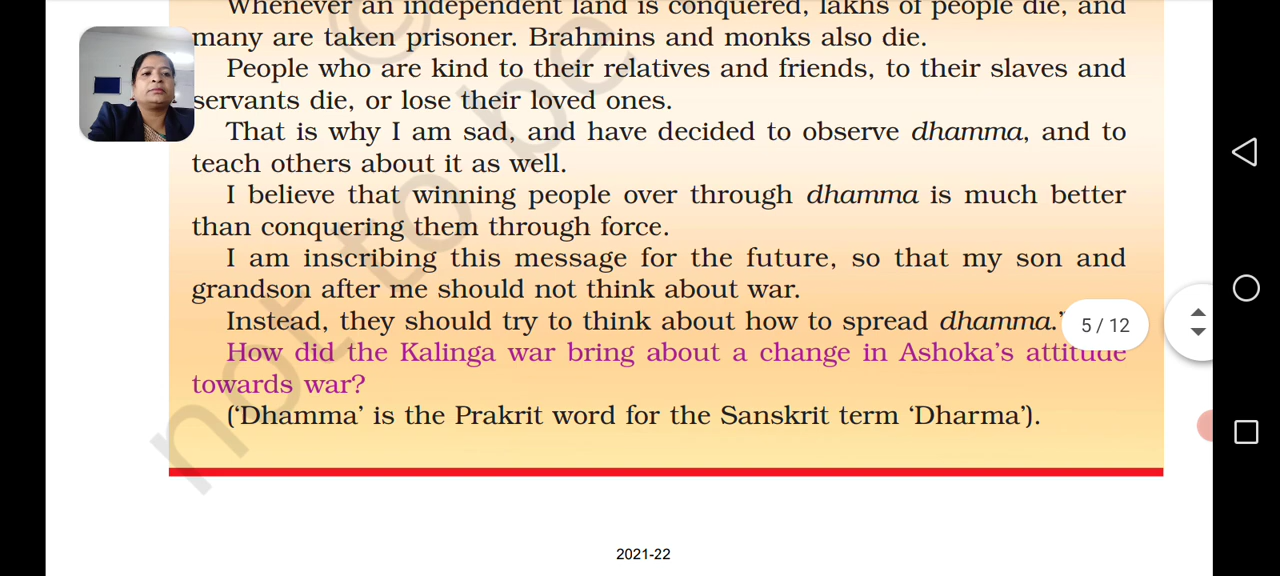 Whenever an independent land is conquered, lakhs of people die, and
many are taken prisoner. Brahmins and monks also die.
People who are kind to their relatives and friends, to their slaves and
servants die, or lose their loved ones.
That is why I am sad, and have decided to observe dhamma, and to
teach others about it as well.
I believe that winning people over through dhamma is much better
than conquering them through force.
I am inscribing this message for the future, so that my son and
grandson after me should not think about war.
Instead, they should try to think about how to spread dhamma.”
5 / 12
How did the Kalinga war bring about a change in Ashoka’s attitude
towards war?
(‘Dhamma’ is the Prakrit word for the Sanskrit term ‘Dharma’).
not to be
©
2021-22